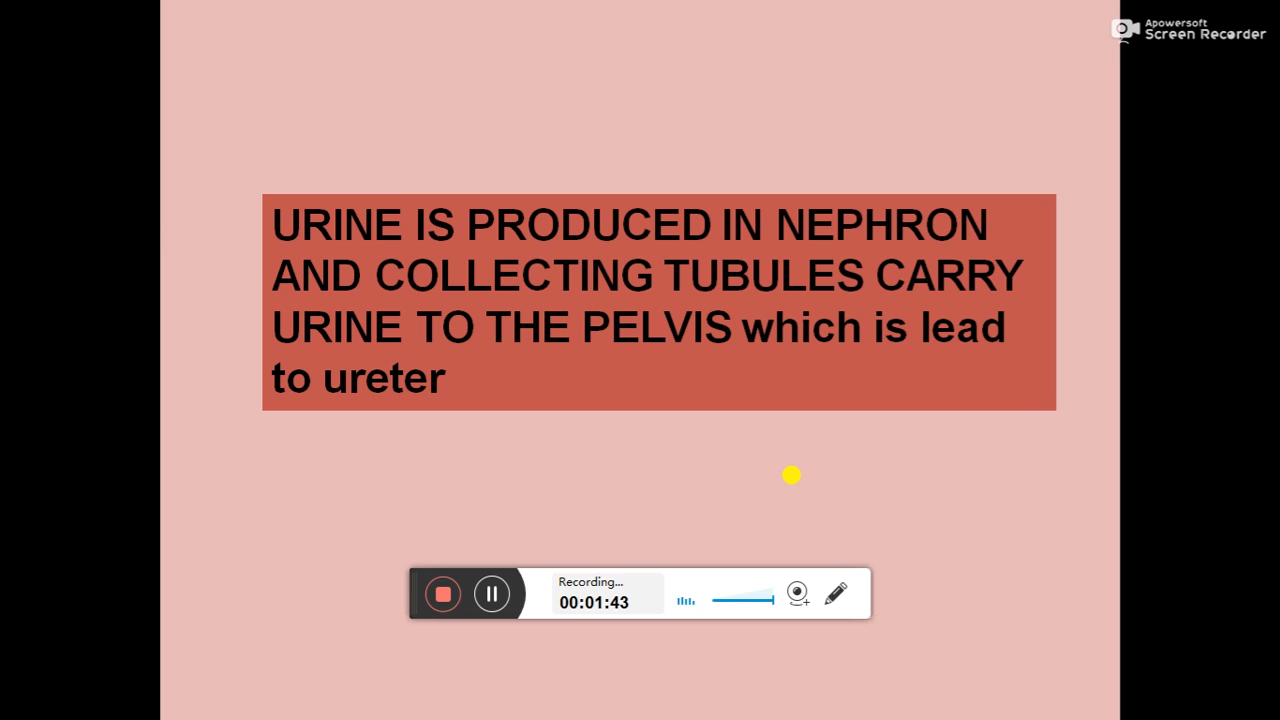 Apowersoft
Screen Recorder
URINE IS PRODUCED IN NEPHRON
AND COLLECTING TUBULES CARRY
URINE TO THE PELVIS which is lead
to ureter
Recording...
00:01:43